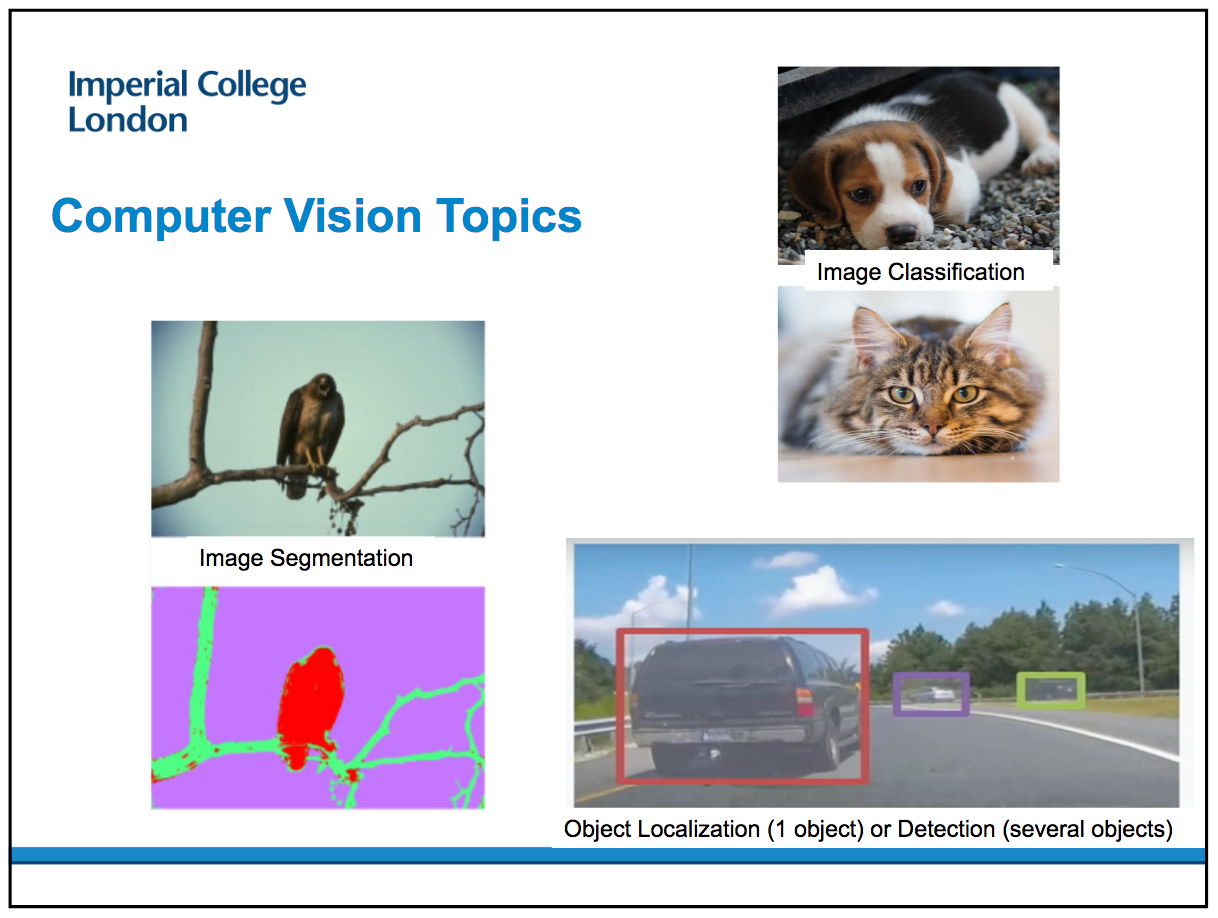 Imperial College
London
Computer Vision Topics
Image Classification
Image Segmentation
Object Localization (1 object) or Detection (several objects)